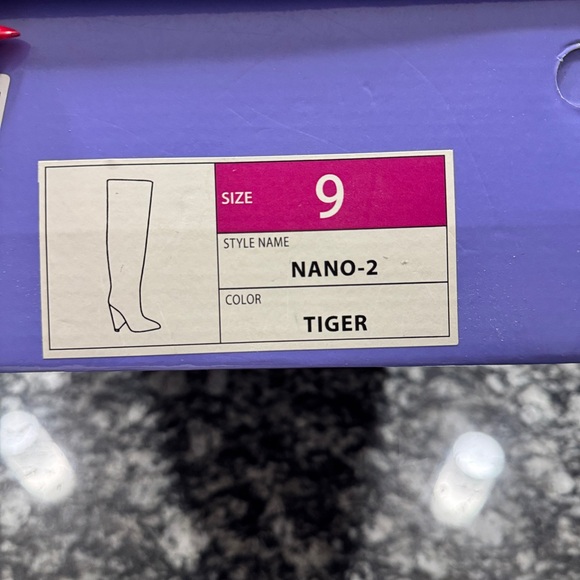 SIZE 9
STYLE NAME
NANO-2
COLOR
TIGER